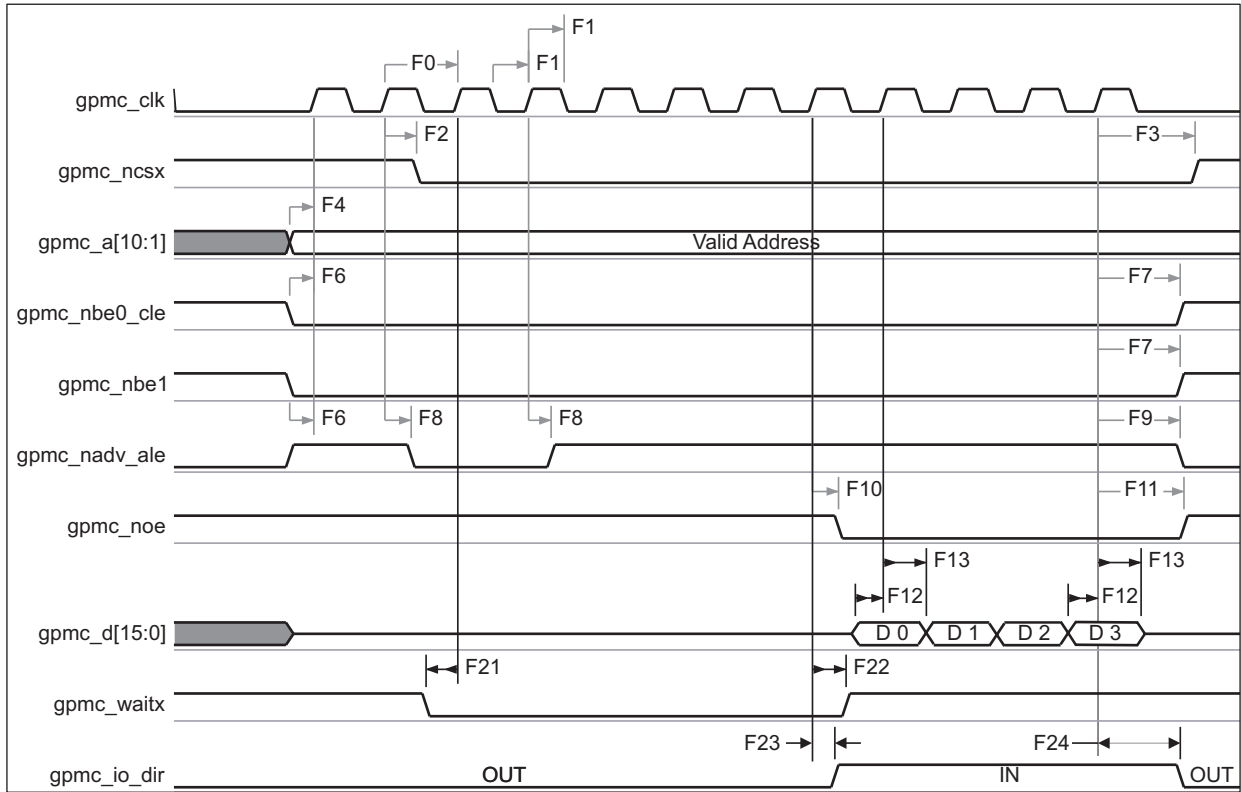 F1
F0
F1
gpmc_clk
F2
F3
gpmc_ncsx
F4
gpmc_a[10:1]
Valid Address
F6
F7
gpmc_nbe0_cle
F7
gpmc_nbe1
F6
F8
F8
F9
gpmc_nadv_ale
F10
F11
gpmc_noe
F13
F13
F12
F12
gpmc_d[15:0]
D 0
D 1
D 2
D 3
F21
F22
gpmc_waitx
F23
F24
gpmc_io_dir
OUT
IN
OUT